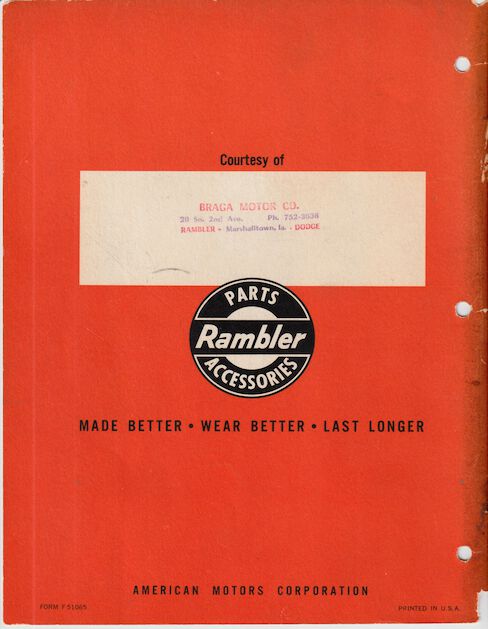 Courtesy of
BRAGA MOTOR CO.
20 So. 2nd Ave. Ph. 752-3638
RAMBLER - Marshalltown, Ia. - DODGE
PARTS
Rambler
ACCESSORIES
MADE BETTER • WEAR BETTER • LAST LONGER
AMERICAN MOTORS CORPORATION
FORM F 51065 PRINTED IN U.S.A.